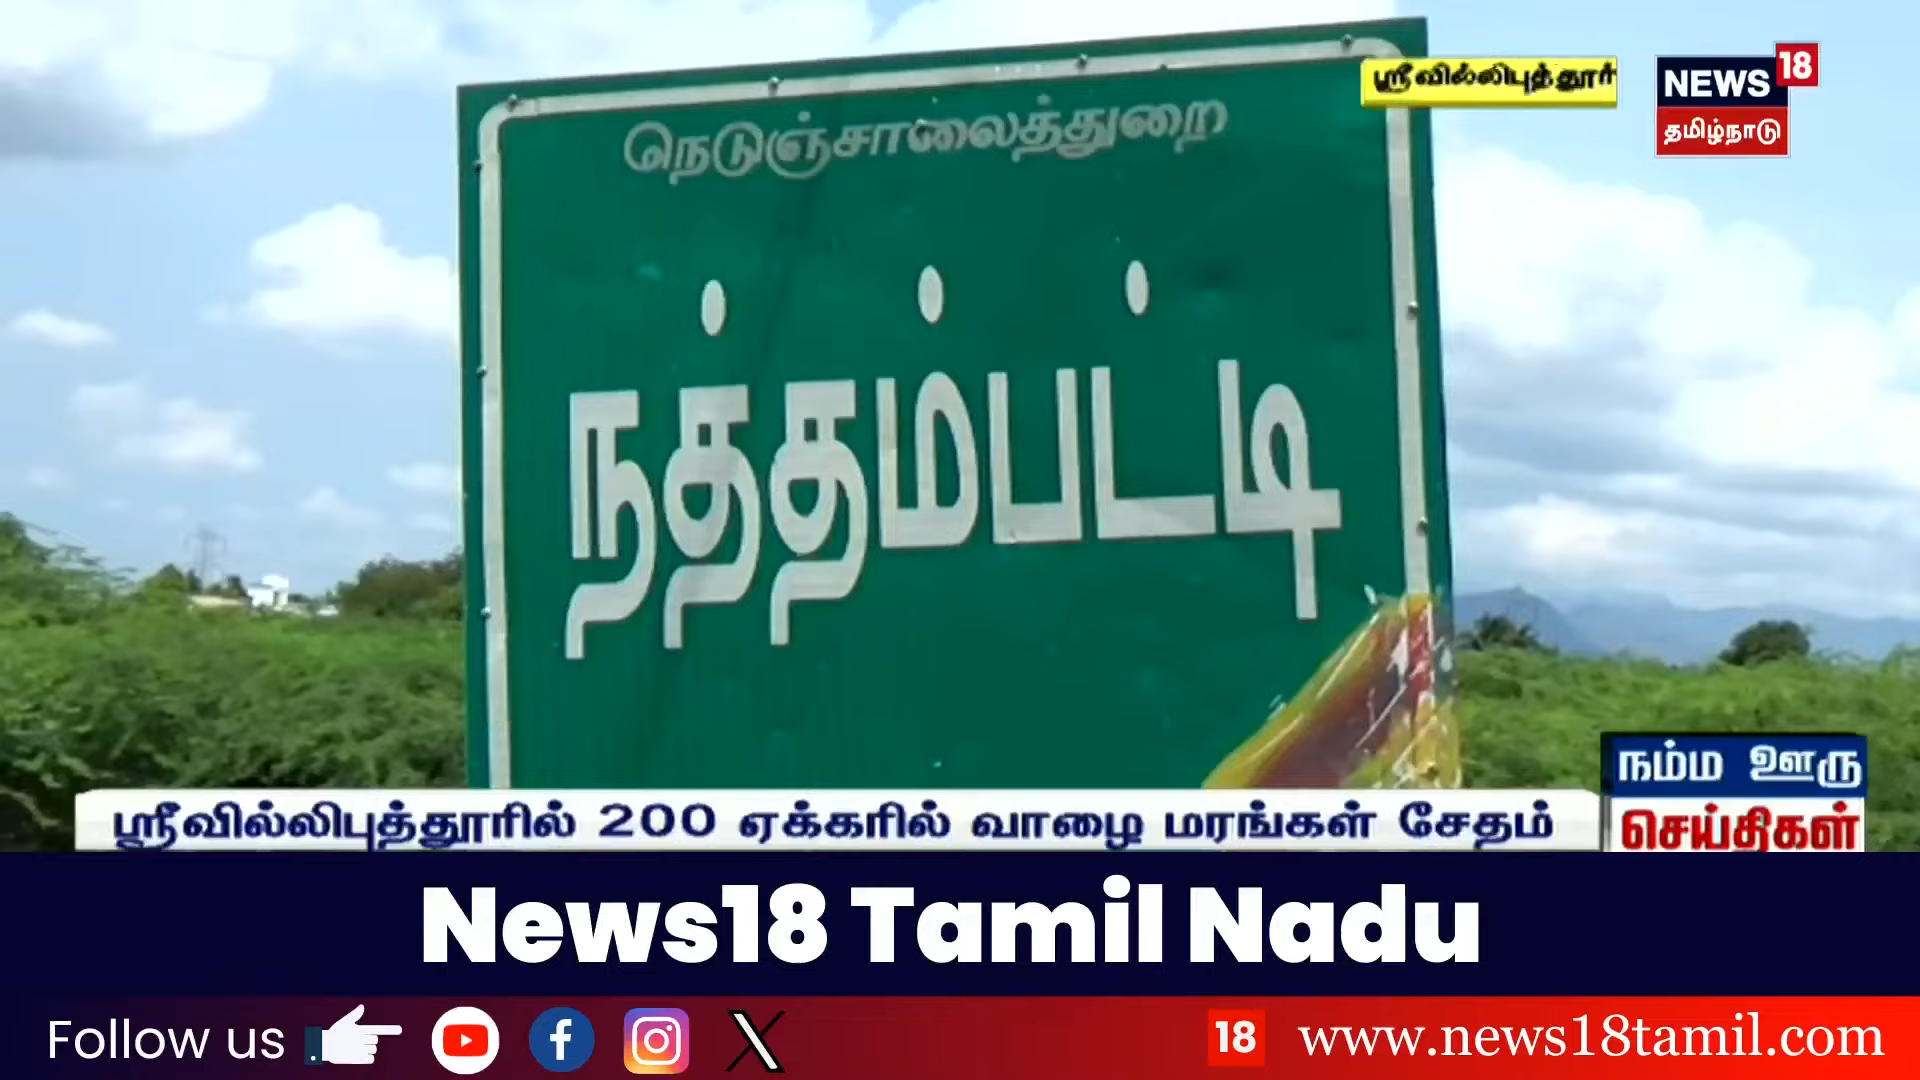 ஸ்ரீவில்லிபுத்தூர்
NEWS 18
தமிழ்நாடு
நெடுஞ்சாலைத்துறை
நத்தம்பட்டி
நம்ம ஊரு
செய்திகள்
ஸ்ரீவில்லிபுத்தூரில் 200 ஏக்கரில் வாழை மரங்கள் சேதம்
News18 Tamil Nadu
Follow us
18 www.news18tamil.com